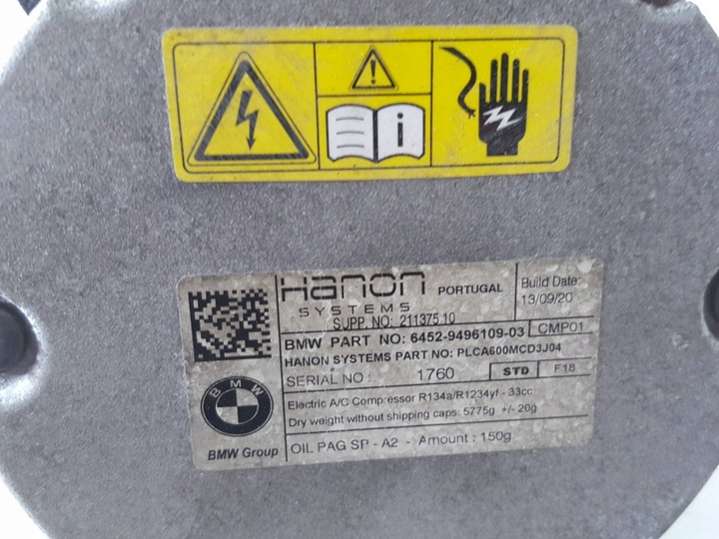 i
Hanon
SYSTEMS
PORTUGAL
Build Date:
13/09/20
SUPP. NO: 211375.10
BMW PART NO: 6452-9496109-03
CMP01
HANON SYSTEMS PART NO: PLCA600MCD3J04
SERIAL NO: 1760
STD
F18
Electric A/C Compressor R134a/R1234yf - 33cc
Dry weight without shipping caps: 5775g +/- 20g
OIL PAG SP - A2 - Amount : 150g
BMW
BMW Group